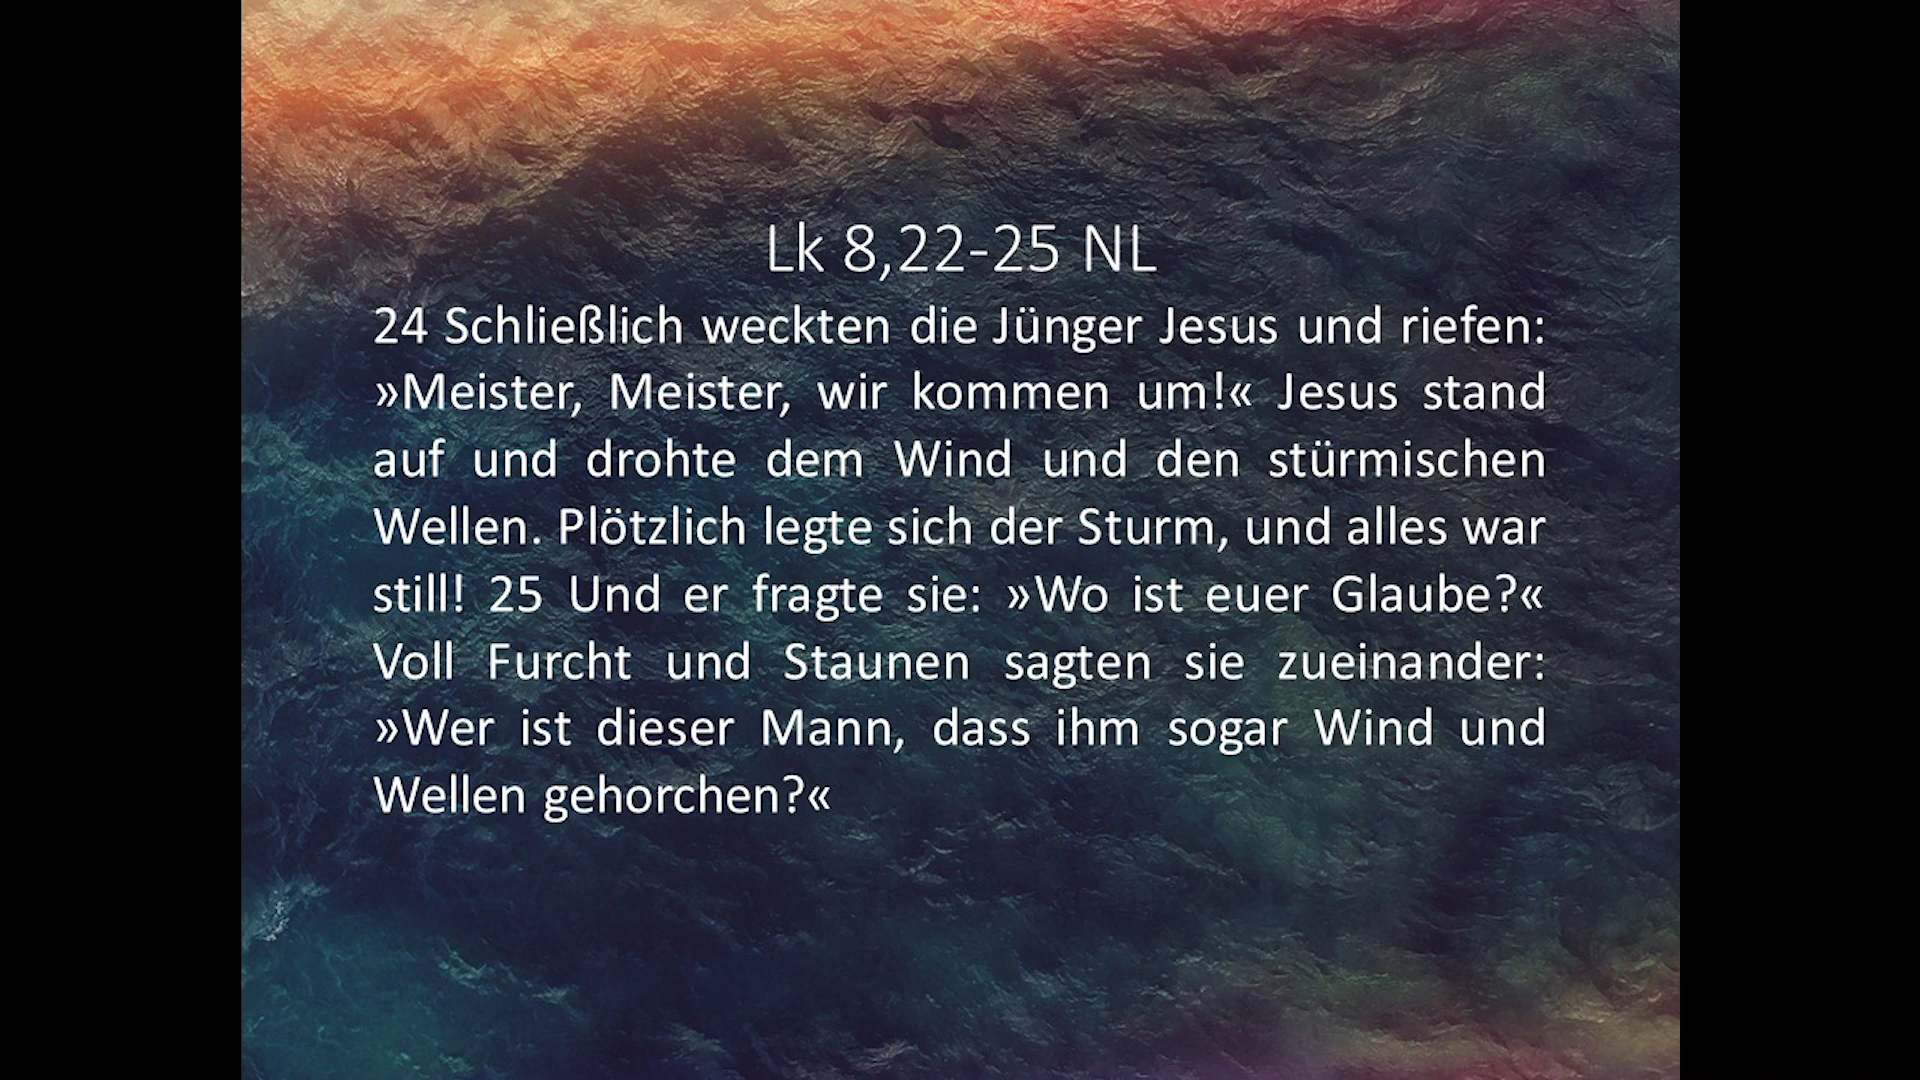 Lk 8,22-25 NL
24 Schließlich weckten die Jünger Jesus und riefen:
»Meister, Meister, wir kommen um!« Jesus stand
auf und drohte dem Wind und den stürmischen
Wellen. Plötzlich legte sich der Sturm, und alles war
still! 25 Und er fragte sie: »Wo ist euer Glaube?«
Voll Furcht und Staunen sagten sie zueinander:
»Wer ist dieser Mann, dass ihm sogar Wind und
Wellen gehorchen?«